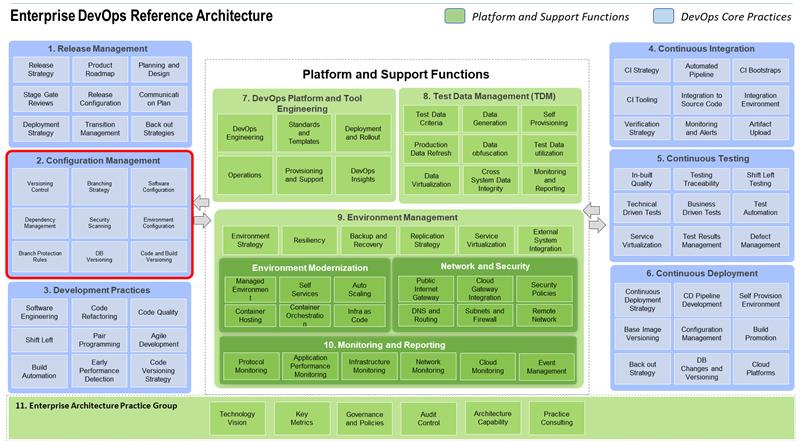 Enterprise DevOps Reference Architecture
Platform and Support Functions
DevOps Core Practices
1. Release Management
Release
Strategy
Product
Roadmap
Planning and
Design
Stage Gate
Reviews
Release
Configuration
Communicati
on Plan
Deployment
Strategy
Transition
Management
Back out
Strategies
2. Configuration Management
Versioning
Control
Branching
Strategy
Software
Configuration
Dependency
Management
Security
Scanning
Environment
Configuration
Branch Protection
Rules
DB
Versioning
Code and Build
Versioning
3. Development Practices
Software
Engineering
Code
Refactoring
Code Quality
Shift Left
Pair
Programming
Agile
Development
Build
Automation
Early
Performance
Detection
Code
Versioning
Strategy
Platform and Support Functions
7. DevOps Platform and Tool
Engineering
DevOps
Engineering
Standards
and
Templates
Deployment
and Rollout
Operations
Provisioning
and Support
DevOps
Insights
8. Test Data Management (TDM)
Test Data
Criteria
Data
Generation
Self
Provisioning
Production
Data Refresh
Data
obfuscation
Test Data
utilization
Data
Virtualization
Cross System
Data
Integrity
Monitoring
and
Reporting
9. Environment Management
Environment
Strategy
Resiliency
Backup and
Recovery
Replication
Strategy
Service
Virtualization
External
System
Integration
Environment Modernization
Managed
Environmen
t
Self
Services
Auto
Scaling
Container
Hosting
Container
Orchestratio
n
Infra as
Code
Network and Security
Public
Internet
Gateway
Cloud
Gateway
Integration
Security
Policies
DNS and
Routing
Subnets and
Firewall
Remote
Network
10. Monitoring and Reporting
Protocol
Monitoring
Application
Performance
Monitoring
Infrastructure
Monitoring
Network
Monitoring
Cloud
Monitoring
Event
Management
4. Continuous Integration
CI Strategy
Automated
Pipeline
CI Bootstraps
CI Tooling
Integration to
Source Code
Integration
Environment
Verification
Strategy
Monitoring
and Alerts
Artifact
Upload
5. Continuous Testing
In-built
Quality
Testing
Traceability
Shift Left
Testing
Technical
Driven Tests
Business
Driven Tests
Test
Automation
Service
Virtualization
Test Results
Management
Defect
Management
6. Continuous Deployment
Continuous
Deployment
Strategy
CD Pipeline
Development
Self Provision
Environment
Base Image
Versioning
Configuration
Management
Build
Promotion
Back out
Strategy
DB
Changes and
Versioning
Cloud
Platforms
11. Enterprise Architecture Practice Group
Technology
Vision
Key
Metrics
Governance
and Policies
Audit
Control
Architecture
Capability
Practice
Consulting